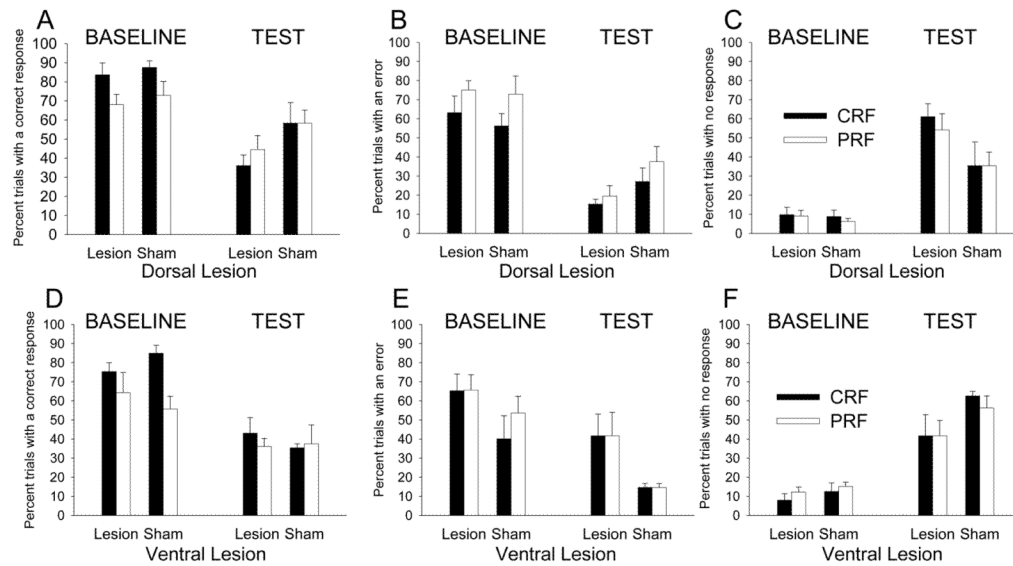 A
BASELINE TEST
Percent trials with a correct response
100
90
80
70
60
50
40
30
20
10
0
Lesion Sham Lesion Sham
Dorsal Lesion
B
BASELINE TEST
Percent trials with an error
100
90
80
70
60
50
40
30
20
10
0
Lesion Sham Lesion Sham
Dorsal Lesion
C
BASELINE TEST
Percent trials with no response
100
90
80
70
60
50
40
30
20
10
0
CRF
PRF
Lesion Sham Lesion Sham
Dorsal Lesion
D
BASELINE TEST
Percent trials with a correct response
100
90
80
70
60
50
40
30
20
10
0
Lesion Sham Lesion Sham
Ventral Lesion
E
BASELINE TEST
Percent trials with an error
100
90
80
70
60
50
40
30
20
10
0
Lesion Sham Lesion Sham
Ventral Lesion
F
BASELINE TEST
Percent trials with no response
100
90
80
70
60
50
40
30
20
10
0
CRF
PRF
Lesion Sham Lesion Sham
Ventral Lesion